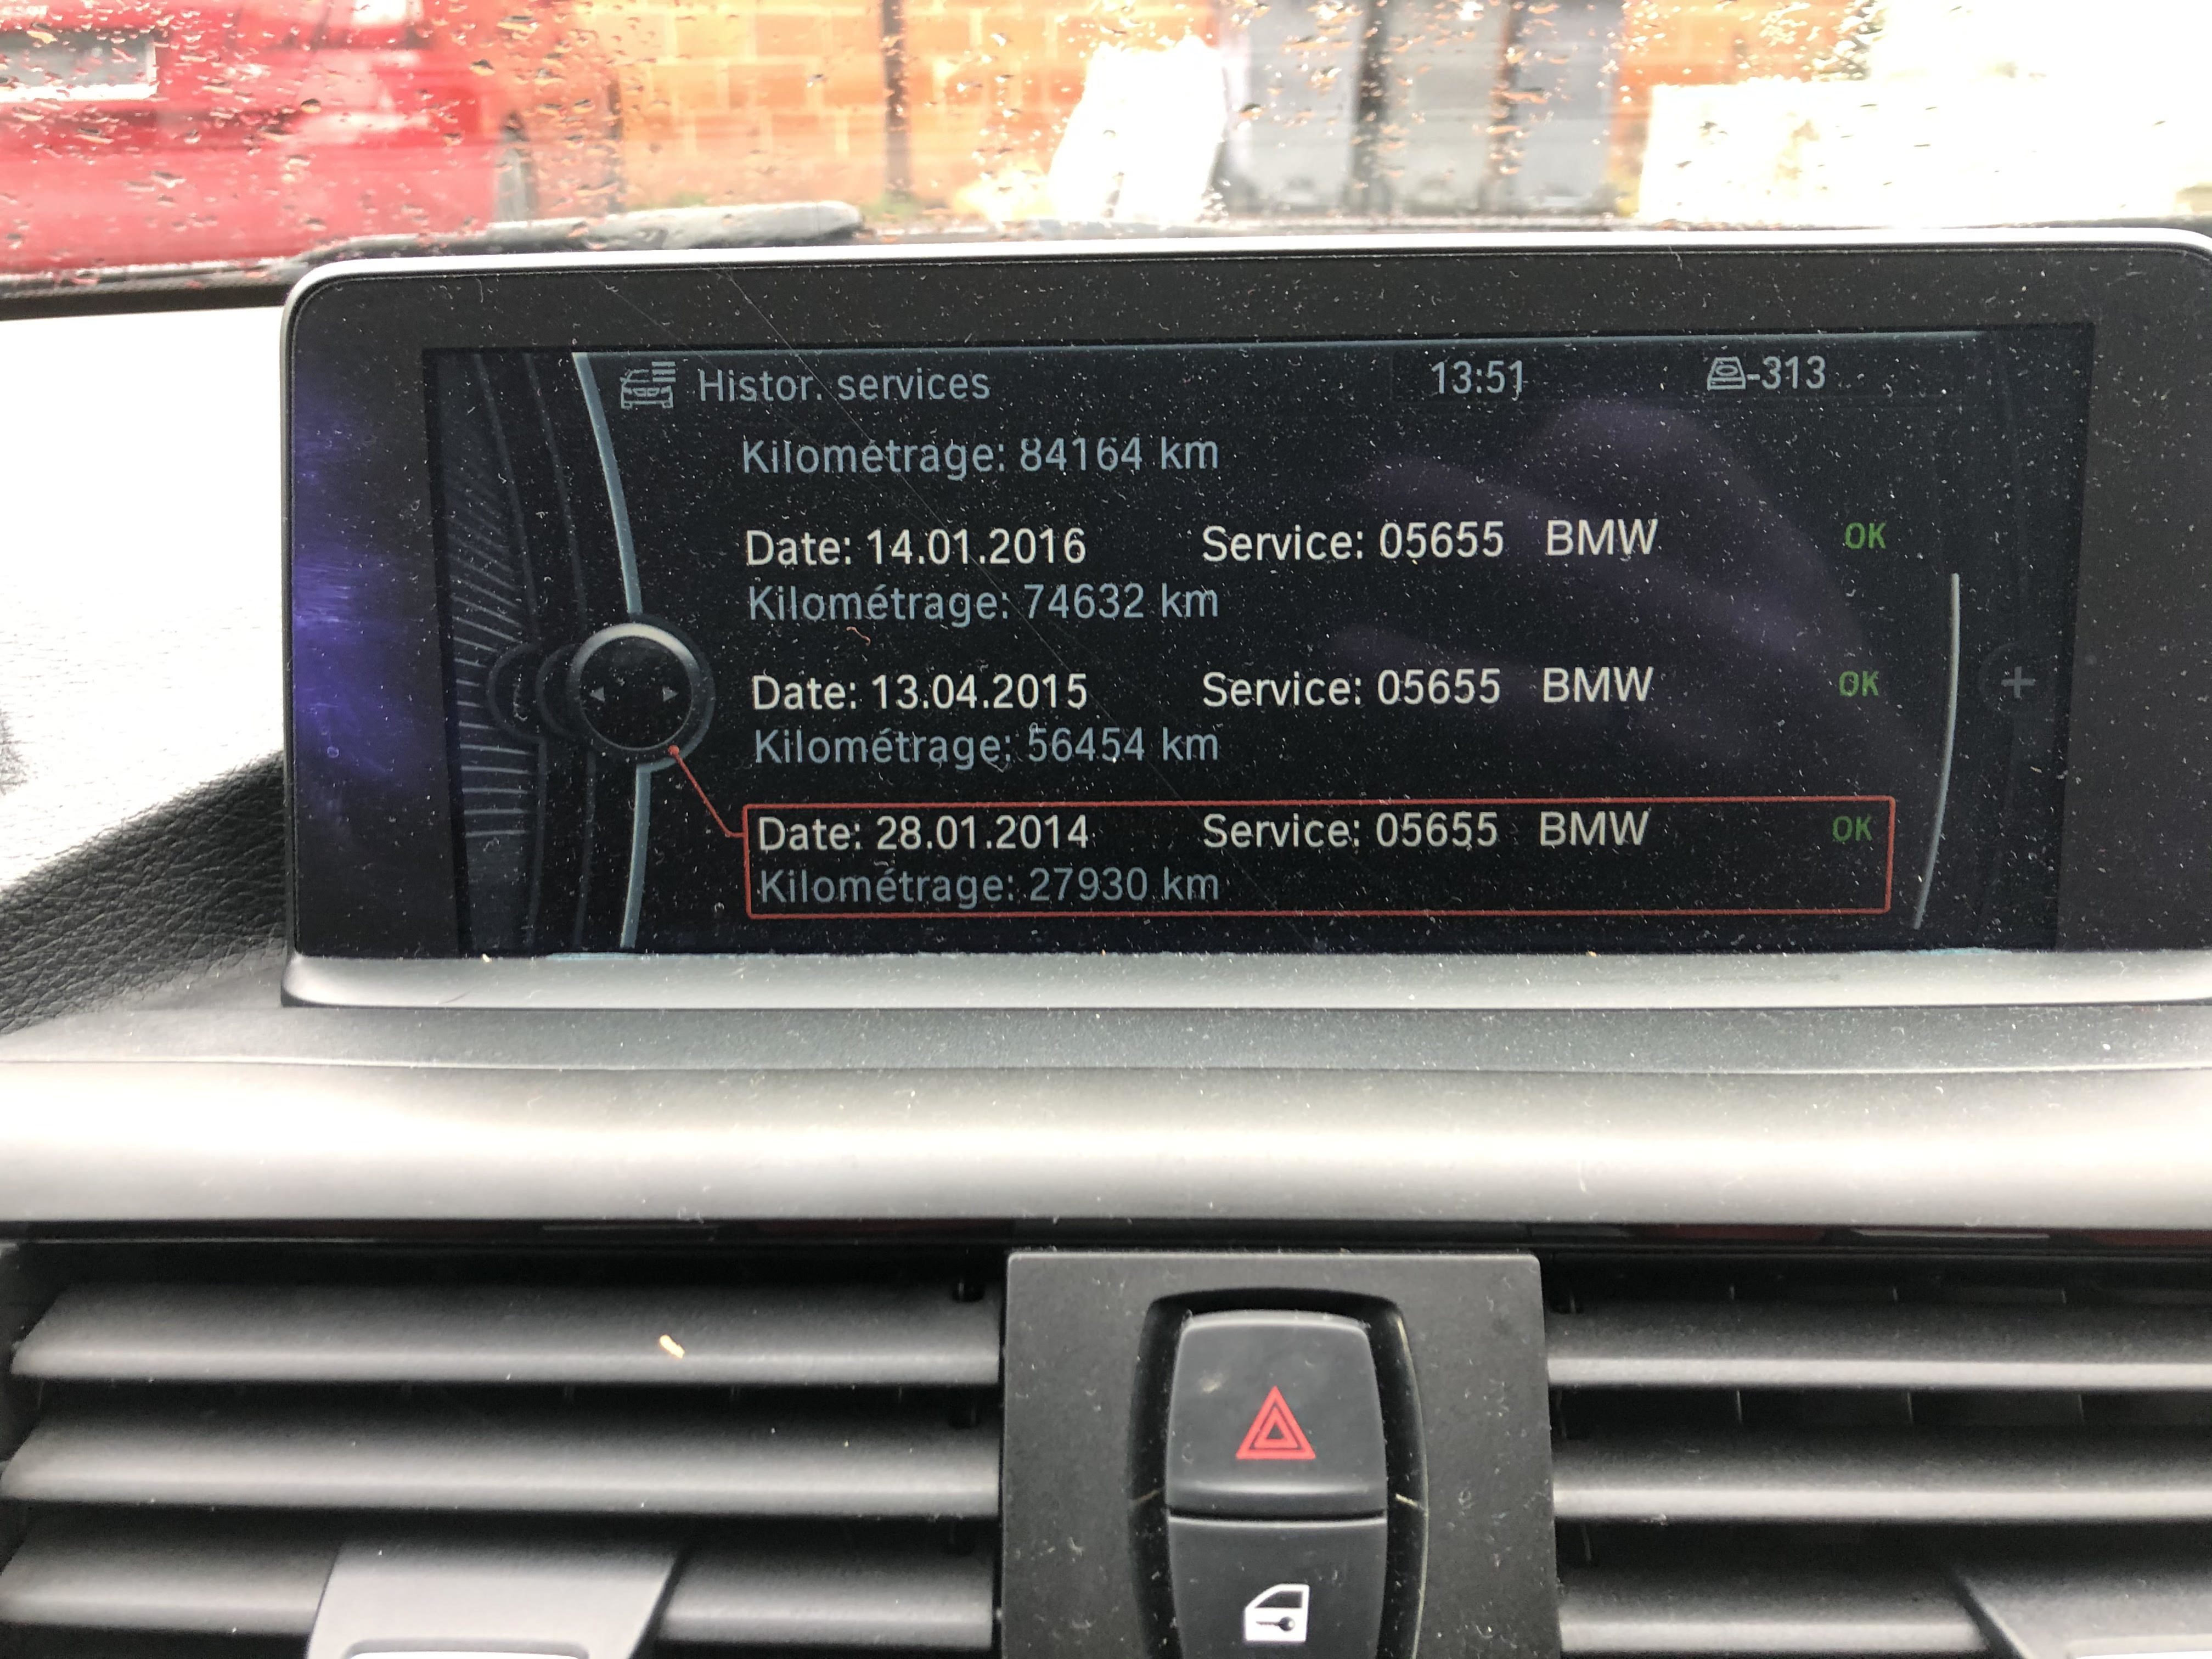 Histor. services 13:51 -313
Kilométrage: 84164 km
Date: 14.01.2016 Service: 05655 BMW OK
Kilométrage: 74632 km
Date: 13.04.2015 Service: 05655 BMW OK
Kilométrage: 56454 km
Date: 28.01.2014 Service: 05655 BMW OK
Kilométrage: 27930 km